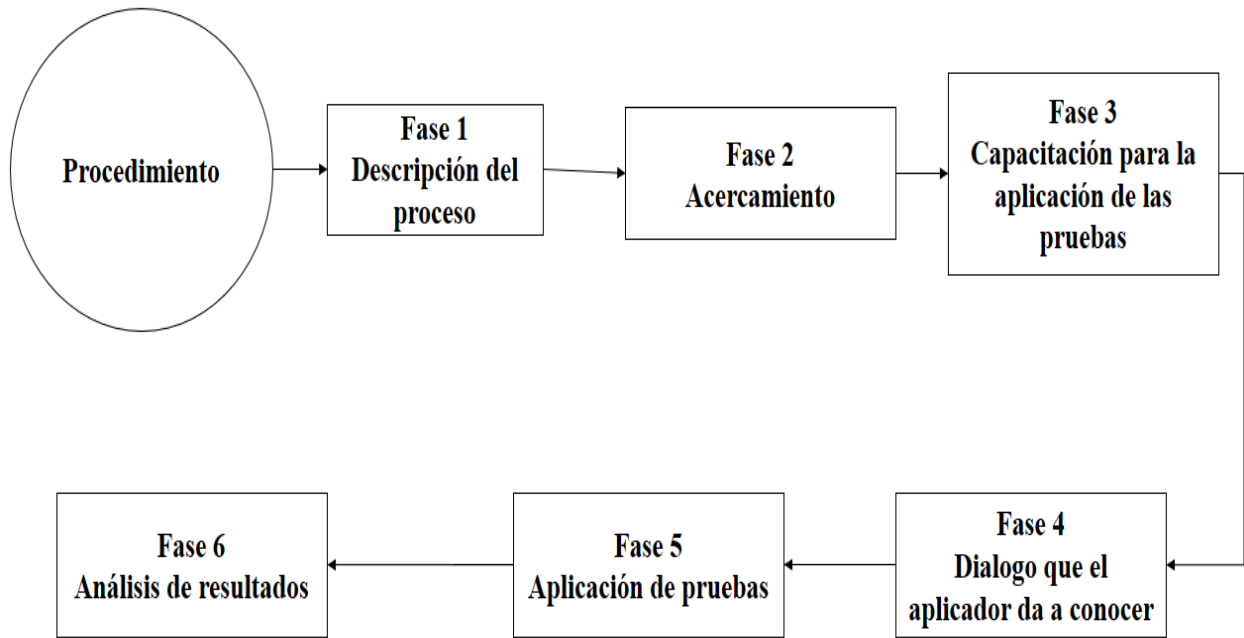 Procedimiento
Fase 1
Descripción del
proceso
Fase 2
Acercamiento
Fase 3
Capacitación para la
aplicación de las
pruebas
Fase 4
Dialogo que el
aplicador da a conocer
Fase 5
Aplicación de pruebas
Fase 6
Análisis de resultados